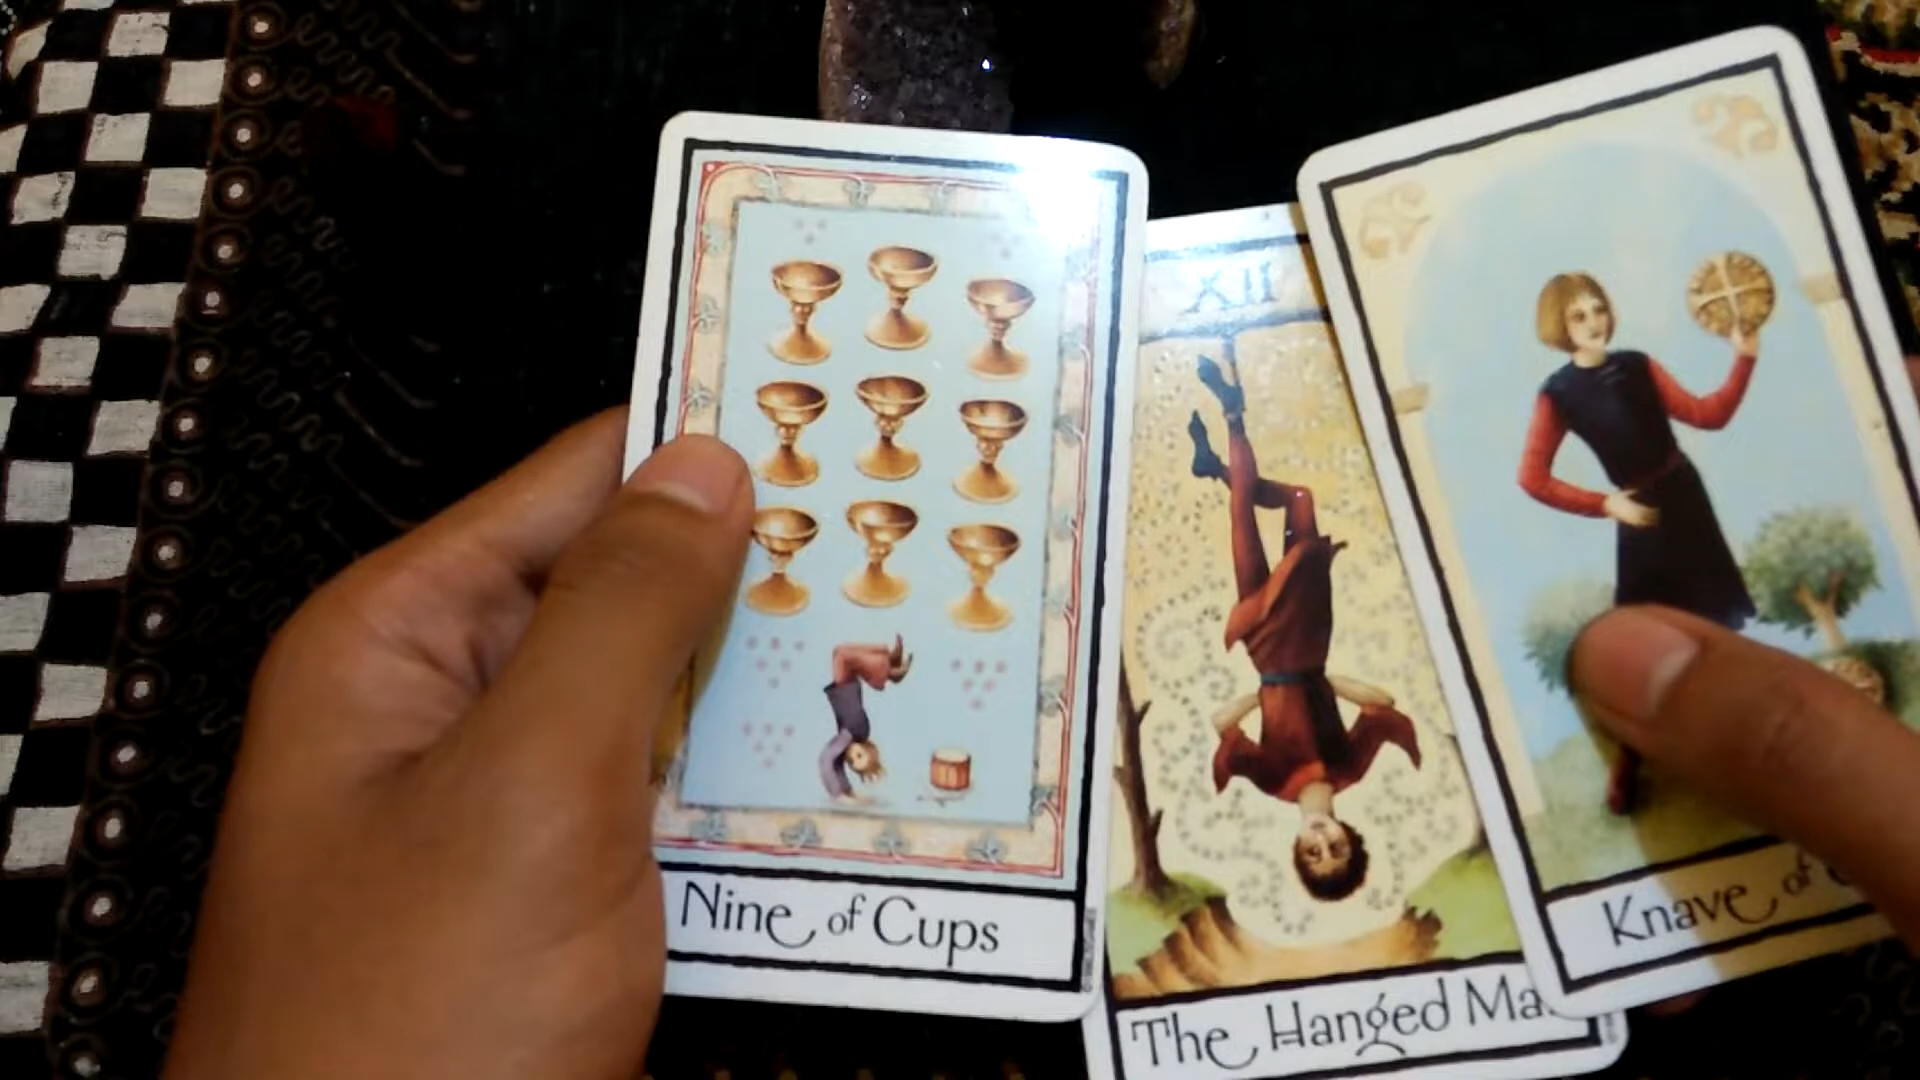 Nine of Cups
XII
The Hanged Ma
Knave of